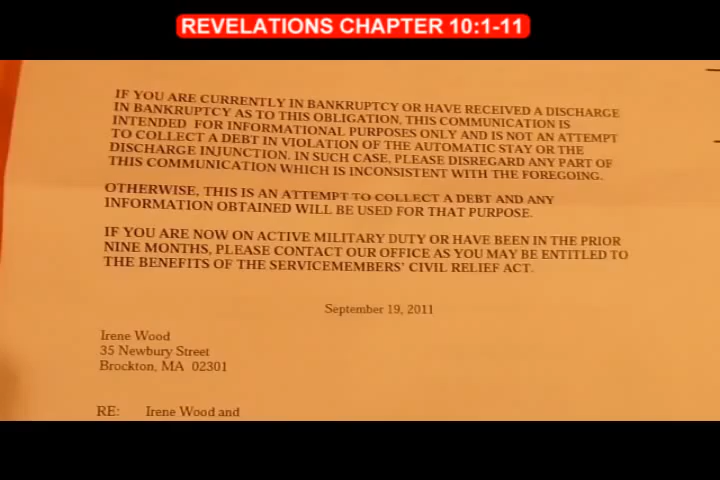 REVELATIONS CHAPTER 10:1-11
IF YOU ARE CURRENTLY IN BANKRUPTCY OR HAVE RECEIVED A DISCHARGE
IN BANKRUPTCY AS TO THIS OBLIGATION, THIS COMMUNICATION IS
INTENDED FOR INFORMATIONAL PURPOSES ONLY AND IS NOT AN ATTEMPT
TO COLLECT A DEBT IN VIOLATION OF THE AUTOMATIC STAY OR THE
DISCHARGE INJUNCTION. IN SUCH CASE, PLEASE DISREGARD ANY PART OF
THIS COMMUNICATION WHICH IS INCONSISTENT WITH THE FOREGOING.
OTHERWISE, THIS IS AN ATTEMPT TO COLLECT A DEBT AND ANY
INFORMATION OBTAINED WILL BE USED FOR THAT PURPOSE.
IF YOU ARE NOW ON ACTIVE MILITARY DUTY OR HAVE BEEN IN THE PRIOR
NINE MONTHS, PLEASE CONTACT OUR OFFICE AS YOU MAY BE ENTITLED TO
THE BENEFITS OF THE SERVICEMEMBERS' CIVIL RELIEF ACT.
September 19, 2011
Irene Wood
35 Newbury Street
Brockton, MA 02301
RE: Irene Wood and